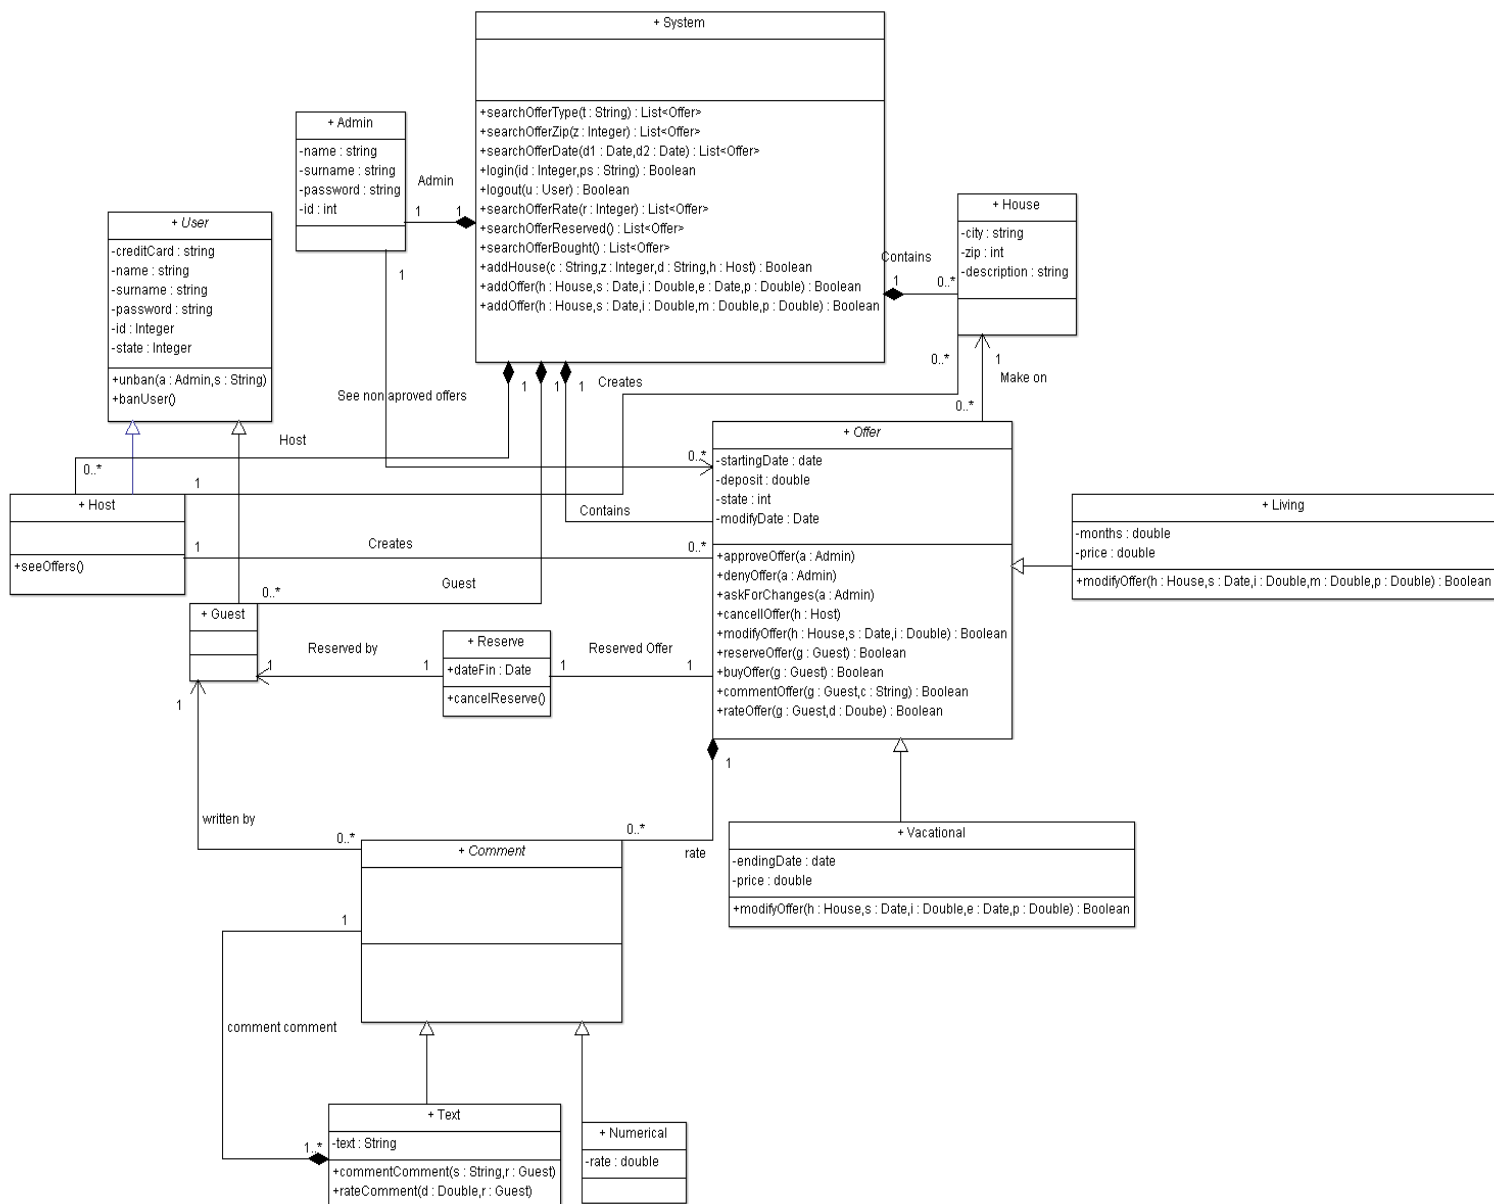 + System
+searchOfferType(t : String) : List<Offer>
+searchOfferZip(z : Integer) : List<Offer>
+searchOfferDate(d1 : Date,d2 : Date) : List<Offer>
+login(id : Integer,ps : String) : Boolean
+logout(u : User) : Boolean
+searchOfferRate(r : Integer) : List<Offer>
+searchOfferReserved() : List<Offer>
+searchOfferBought() : List<Offer>
+addHouse(c : String,z : Integer,d : String,h : Host) : Boolean
+addOffer(h : House,s : Date,i : Double,e : Date,p : Double) : Boolean
+addOffer(h : House,s : Date,i : Double,m : Double,p : Double) : Boolean
+ Admin
-name : string
-surname : string
-password : string
-id : int
Admin
1
1
1
+ User
-creditCard : string
-name : string
-surname : string
-password : string
-id : Integer
-state : Integer
+unban(a : Admin,s : String)
+banUser()
+ House
-city : string
-zip : int
-description : string
Contains
1
0..*
0..*
1
Make on
0..*
1
1
1
Creates
See non aproved offers
0..*
Host
0..*
1
+ Host
+seeOffers()
1
Creates
0..*
Contains
Guest
0..*
+ Guest
+ Offer
-startingDate : date
-deposit : double
-state : int
-modifyDate : Date
+approveOffer(a : Admin)
+denyOffer(a : Admin)
+askForChanges(a : Admin)
+cancellOffer(h : Host)
+modifyOffer(h : House,s : Date,i : Double) : Boolean
+reserveOffer(g : Guest) : Boolean
+buyOffer(g : Guest) : Boolean
+commentOffer(g : Guest,c : String) : Boolean
+rateOffer(g : Guest,d : Doube) : Boolean
+ Living
-months : double
-price : double
+modifyOffer(h : House,s : Date,i : Double,m : Double,p : Double) : Boolean
Reserved by
1
1
+ Reserve
+dateFin : Date
+cancelReserve()
Reserved Offer
1
1
1
1
written by
0..*
0..*
rate
+ Vacational
-endingDate : date
-price : double
+modifyOffer(h : House,s : Date,i : Double,e : Date,p : Double) : Boolean
+ Comment
1
comment comment
1..*
+ Text
-text : String
+commentComment(s : String,r : Guest)
+rateComment(d : Double,r : Guest)
+ Numerical
-rate : double